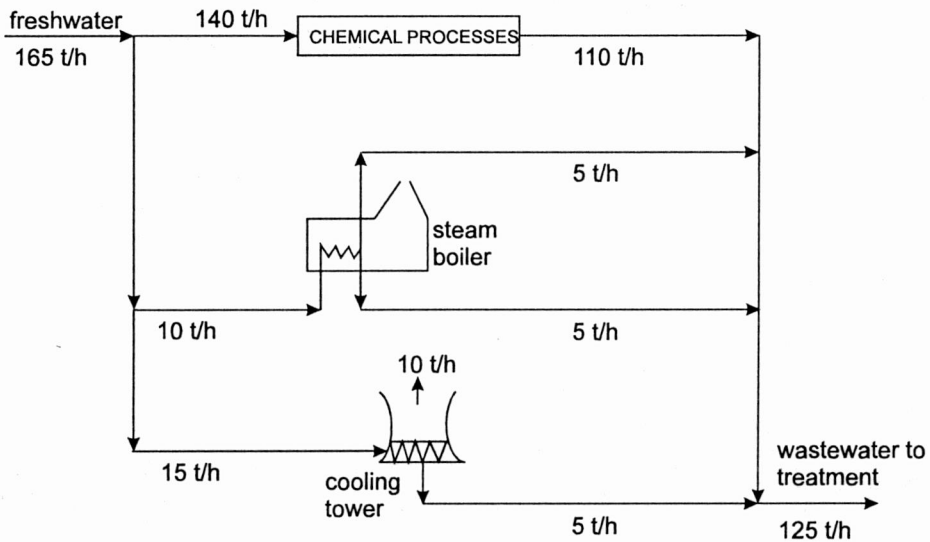 freshwater
165 t/h
140 t/h
CHEMICAL PROCESSES
110 t/h
5 t/h
steam
boiler
10 t/h
5 t/h
10 t/h
15 t/h
cooling
tower
5 t/h
wastewater to
treatment
125 t/h